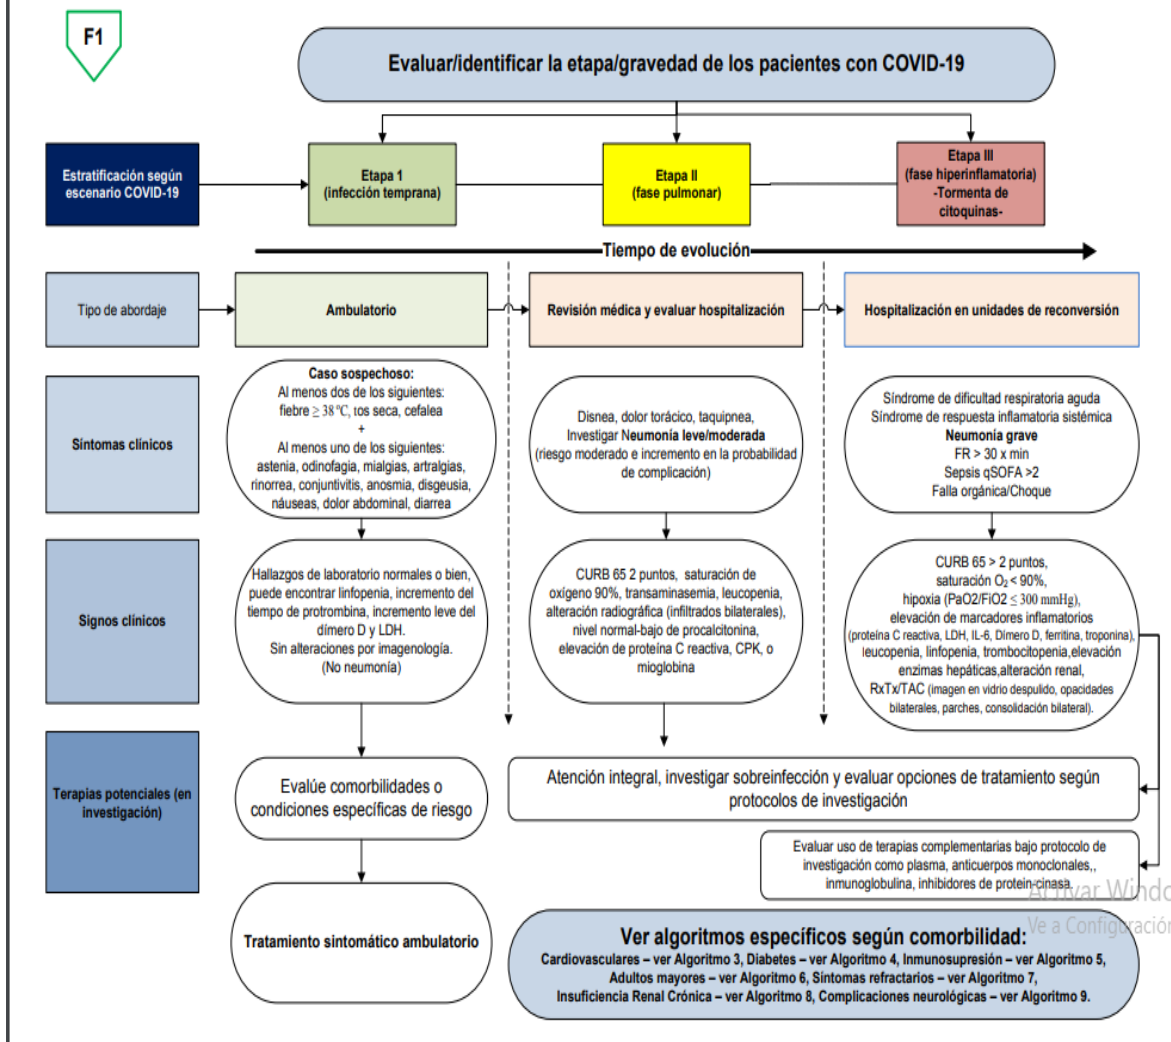 F1
Evaluar/identificar la etapa/gravedad de los pacientes con COVID-19
Estratificación según
escenario COVID-19
Etapa 1
(infección temprana)
Etapa II
(fase pulmonar)
Etapa III
(fase hiperinflamatoria)
-Tormenta de
citoquinas-
Tiempo de evolución
Tipo de abordaje
Ambulatorio
Revisión médica y evaluar hospitalización
Hospitalización en unidades de reconversión
Síntomas clínicos
Caso sospechoso:
Al menos dos de los siguientes:
fiebre ≥ 38 °C, tos seca, cefalea
+
Al menos uno de los siguientes:
astenia, odinofagia, mialgias, artralgias,
rinorrea, conjuntivitis, anosmia, disgeusia,
náuseas, dolor abdominal, diarrea
Disnea, dolor torácico, taquipnea,
Investigar Neumonía leve/moderada
(riesgo moderado e incremento en la probabilidad
de complicación)
Síndrome de dificultad respiratoria aguda
Síndrome de respuesta inflamatoria sistémica
Neumonía grave
FR > 30 x min
Sepsis qSOFA >2
Falla orgánica/Choque
Signos clínicos
Hallazgos de laboratorio normales o bien,
puede encontrar linfopenia, incremento del
tiempo de protrombina, incremento leve del
dímero D y LDH.
Sin alteraciones por imagenología.
(No neumonía)
CURB 65 2 puntos, saturación de
oxígeno 90%, transaminasemia, leucopenia,
alteración radiográfica (infiltrados bilaterales),
nivel normal-bajo de procalcitonina,
elevación de proteína C reactiva, CPK, o
mioglobina
CURB 65 > 2 puntos,
saturación O₂ < 90%,
hipoxia (PaO2/FiO2 ≤ 300 mmHg),
elevación de marcadores inflamatorios
(proteína C reactiva, LDH, IL-6, Dímero D, ferritina, troponina),
leucopenia, linfopenia, trombocitopenia,elevación
enzimas hepáticas,alteración renal,
RxTx/TAC (imagen en vidrio despulido, opacidades
bilaterales, parches, consolidación bilateral).
Terapias potenciales (en
investigación)
Evalúe comorbilidades o
condiciones específicas de riesgo
Tratamiento sintomático ambulatorio
Atención integral, investigar sobreinfección y evaluar opciones de tratamiento según
protocolos de investigación
Evaluar uso de terapias complementarias bajo protocolo de
investigación como plasma, anticuerpos monoclonales,,
inmunoglobulina, inhibidores de protein-cinasa.
Activar Windo
Ve a Configuración
Ver algoritmos específicos según comorbilidad:
Cardiovasculares – ver Algoritmo 3, Diabetes – ver Algoritmo 4, Inmunosupresión – ver Algoritmo 5,
Adultos mayores – ver Algoritmo 6, Síntomas refractarios – ver Algoritmo 7,
Insuficiencia Renal Crónica – ver Algoritmo 8, Complicaciones neurológicas – ver Algoritmo 9.